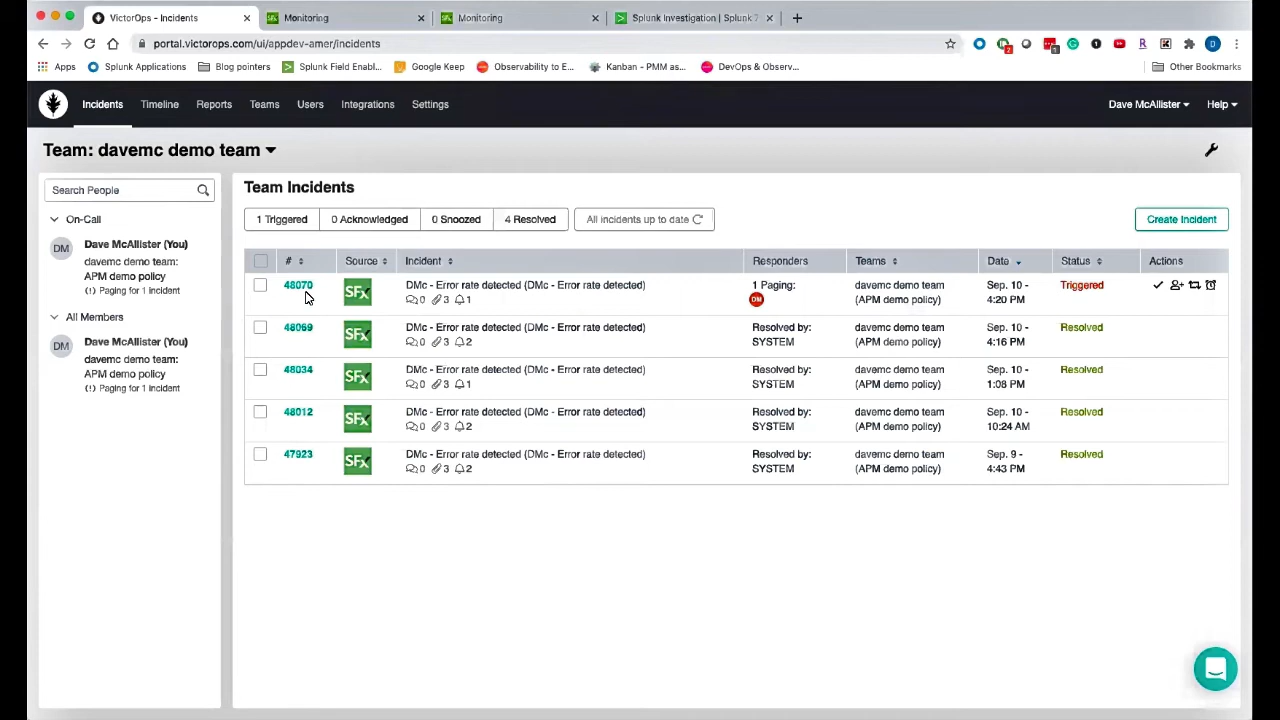 VictorOps - Incidents
Monitoring
Monitoring
Splunk Investigation | Splunk 7
portal.victorops.com/ui/appdev-amer/incidents
Apps
Splunk Applications
Blog pointers
Splunk Field Enabl...
Google Keep
Observability to E...
Kanban - PMM as...
DevOps & Observ...
Other Bookmarks
Incidents
Timeline
Reports
Teams
Users
Integrations
Settings
Dave McAllister
Help
Team: davemc demo team
Search People
On-Call
DM
Dave McAllister (You)
davemc demo team:
APM demo policy
(!) Paging for 1 incident
All Members
DM
Dave McAllister (You)
davemc demo team:
APM demo policy
(!) Paging for 1 incident
Team Incidents
1 Triggered
0 Acknowledged
0 Snoozed
4 Resolved
All incidents up to date
Create Incident
# Source Incident Responders Teams Date Status Actions
48070 SFx DMc - Error rate detected (DMc - Error rate detected) 1 Paging: davemc demo team Sep. 10 - Triggered
0 3 1 DM (APM demo policy) 4:20 PM
48069 SFx DMc - Error rate detected (DMc - Error rate detected) Resolved by: davemc demo team Sep. 10 - Resolved
0 3 2 SYSTEM (APM demo policy) 4:16 PM
48034 SFx DMc - Error rate detected (DMc - Error rate detected) Resolved by: davemc demo team Sep. 10 - Resolved
0 3 1 SYSTEM (APM demo policy) 1:08 PM
48012 SFx DMc - Error rate detected (DMc - Error rate detected) Resolved by: davemc demo team Sep. 10 - Resolved
0 3 2 SYSTEM (APM demo policy) 10:24 AM
47923 SFx DMc - Error rate detected (DMc - Error rate detected) Resolved by: davemc demo team Sep. 9 - Resolved
0 3 2 SYSTEM (APM demo policy) 4:43 PM